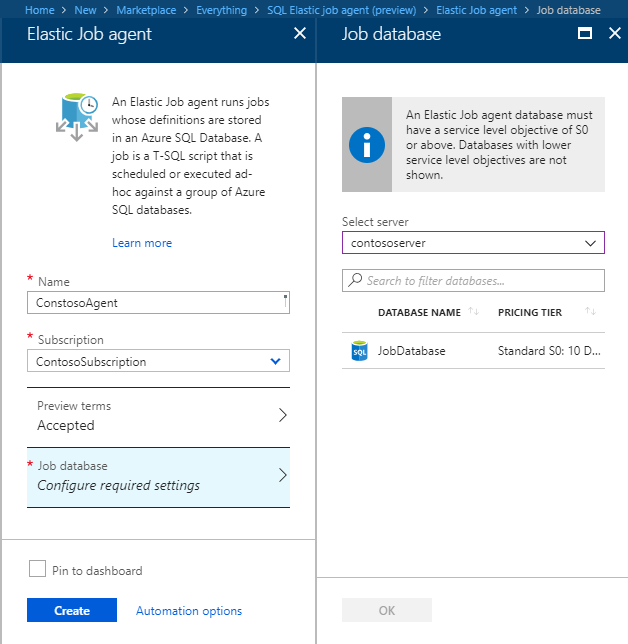 Home > New > Marketplace > Everything > SQL Elastic job agent (preview) > Elastic Job agent > Job database
Elastic Job agent
An Elastic Job agent runs jobs
whose definitions are stored
in an Azure SQL Database. A
job is a T-SQL script that is
scheduled or executed ad-
hoc against a group of Azure
SQL databases.
Learn more
* Name
ConstosoAgent
* Subscription
ContosoSubscription
Preview terms
Accepted
* Job database
Configure required settings
Pin to dashboard
Create Automation options
Job database
An Elastic Job agent database must
have a service level objective of S0
or above. Databases with lower
service level objectives are not
shown.
Select server
contososerver
Search to filter databases...
DATABASE NAME PRICING TIER
SQL JobDatabase Standard S0: 10 D...
OK